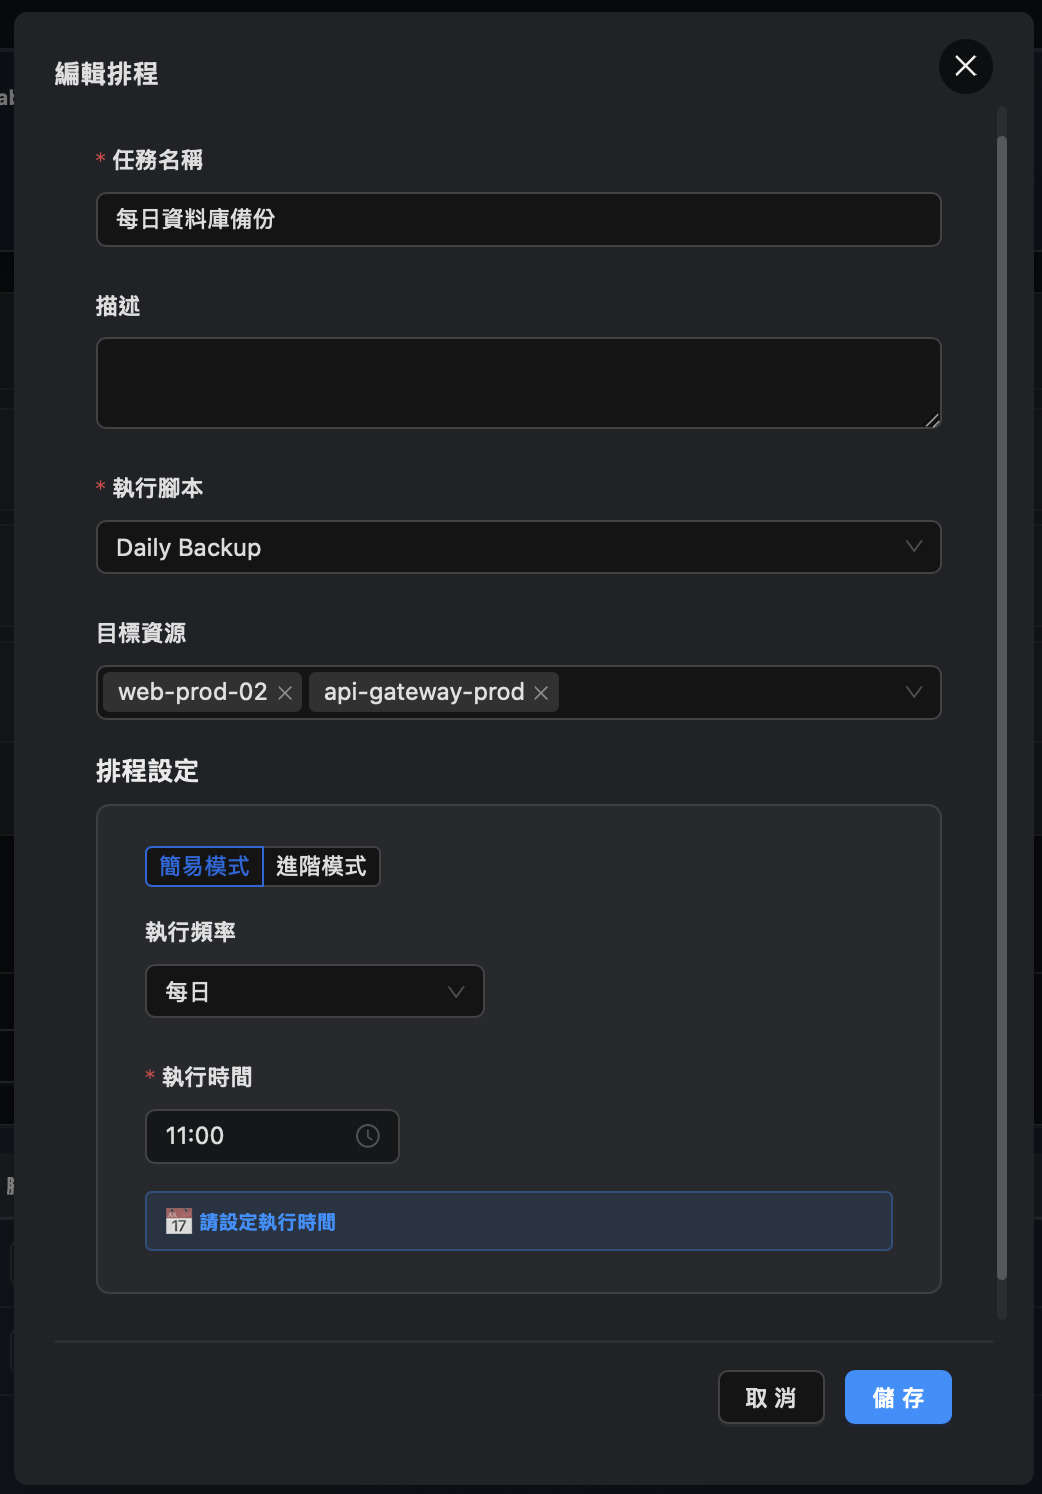 編輯排程
* 任務名稱
每日資料庫備份
描述
* 執行腳本
Daily Backup
目標資源
web-prod-02 api-gateway-prod
排程設定
簡易模式 進階模式
執行頻率
每日
* 執行時間
11:00
17 請設定執行時間
取消 儲存